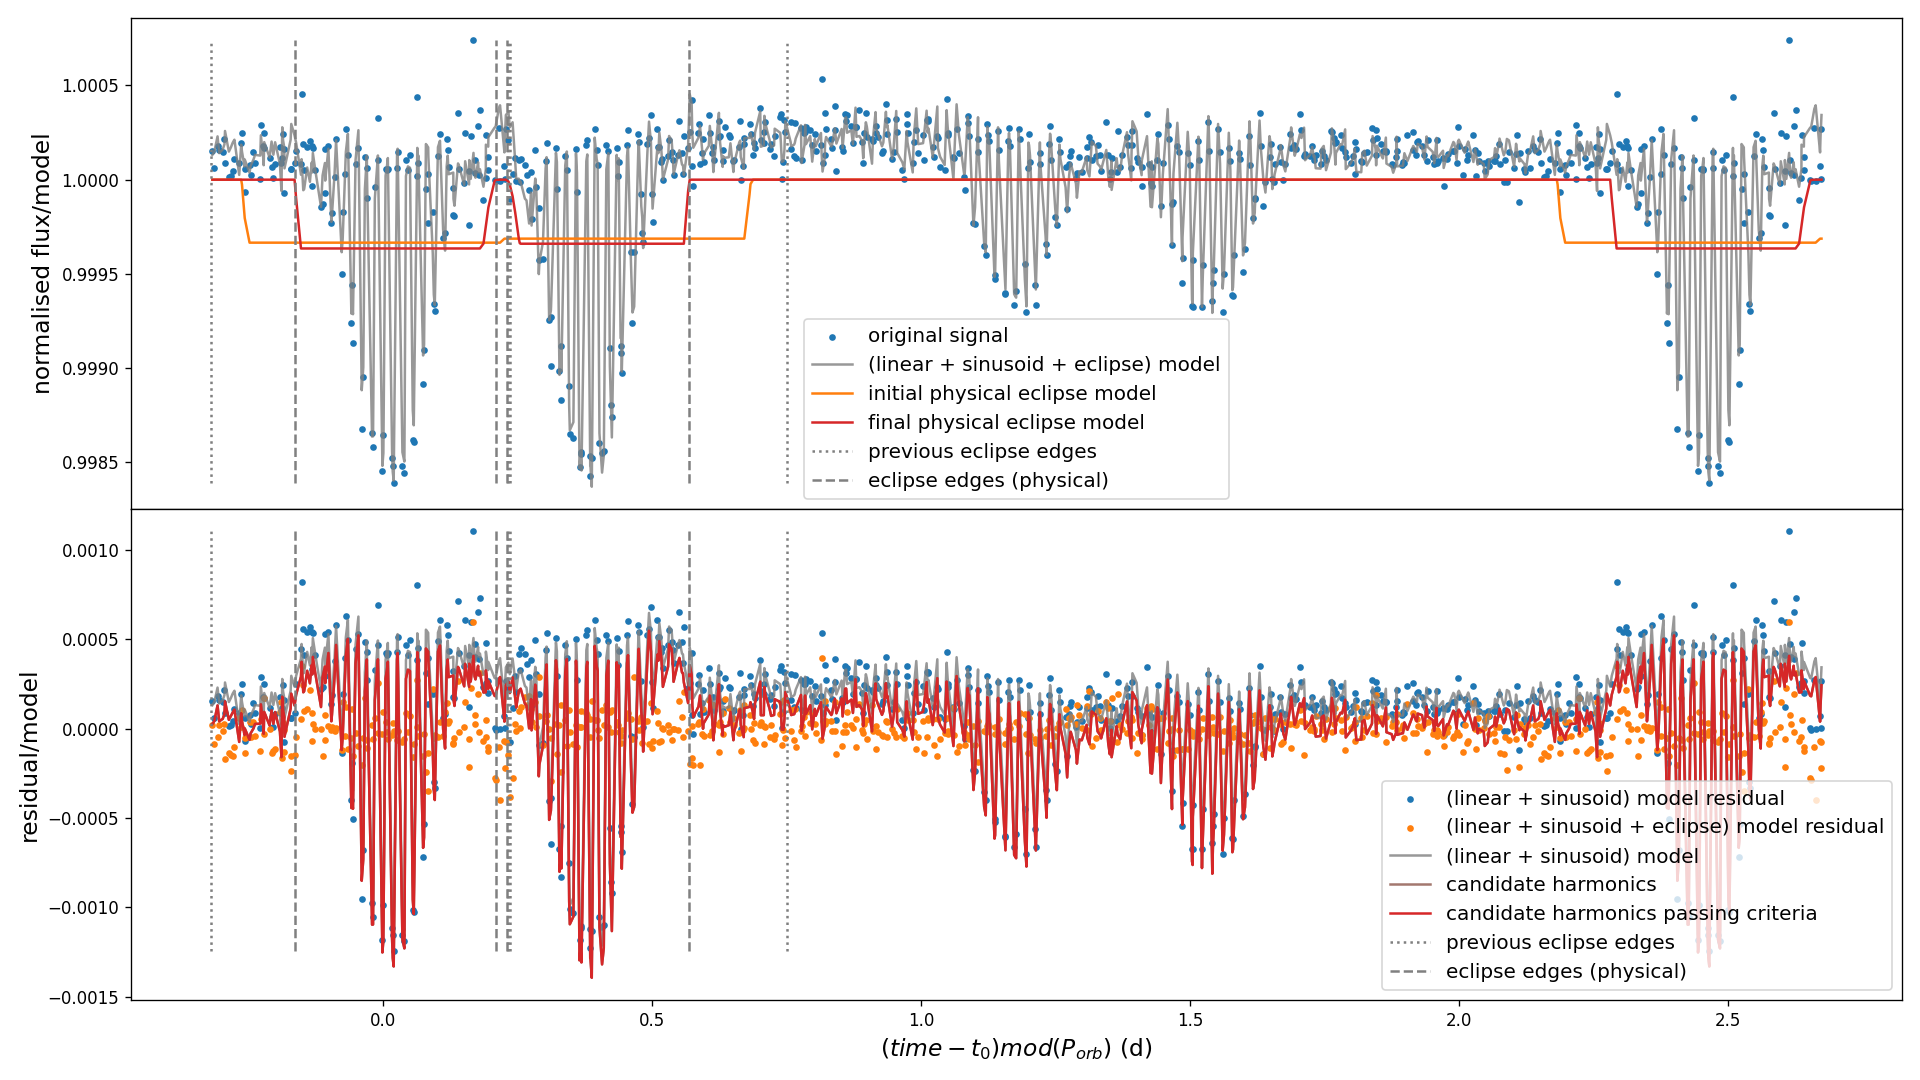 normalised flux/model
1.0005
1.0000
0.9995
0.9990
0.9985
original signal
(linear + sinusoid + eclipse) model
initial physical eclipse model
final physical eclipse model
previous eclipse edges
eclipse edges (physical)
residual/model
0.0010
0.0005
0.0000
−0.0005
−0.0010
−0.0015
(linear + sinusoid) model residual
(linear + sinusoid + eclipse) model residual
(linear + sinusoid) model
candidate harmonics
candidate harmonics passing criteria
previous eclipse edges
eclipse edges (physical)
0.0 0.5 1.0 1.5 2.0 2.5
(time − t₀)mod(Pₒᵣb) (d)